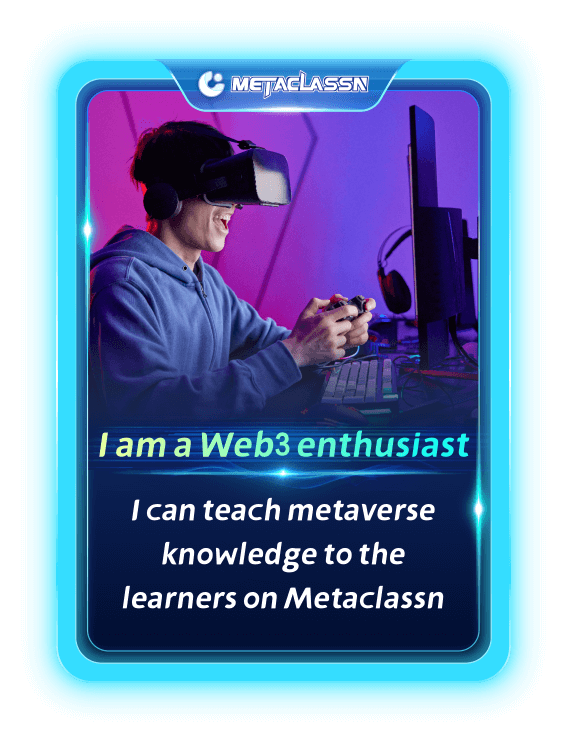 METACLASSN
I am a Web3 enthusiast
I can teach metaverse
knowledge to the
learners on Metaclassn